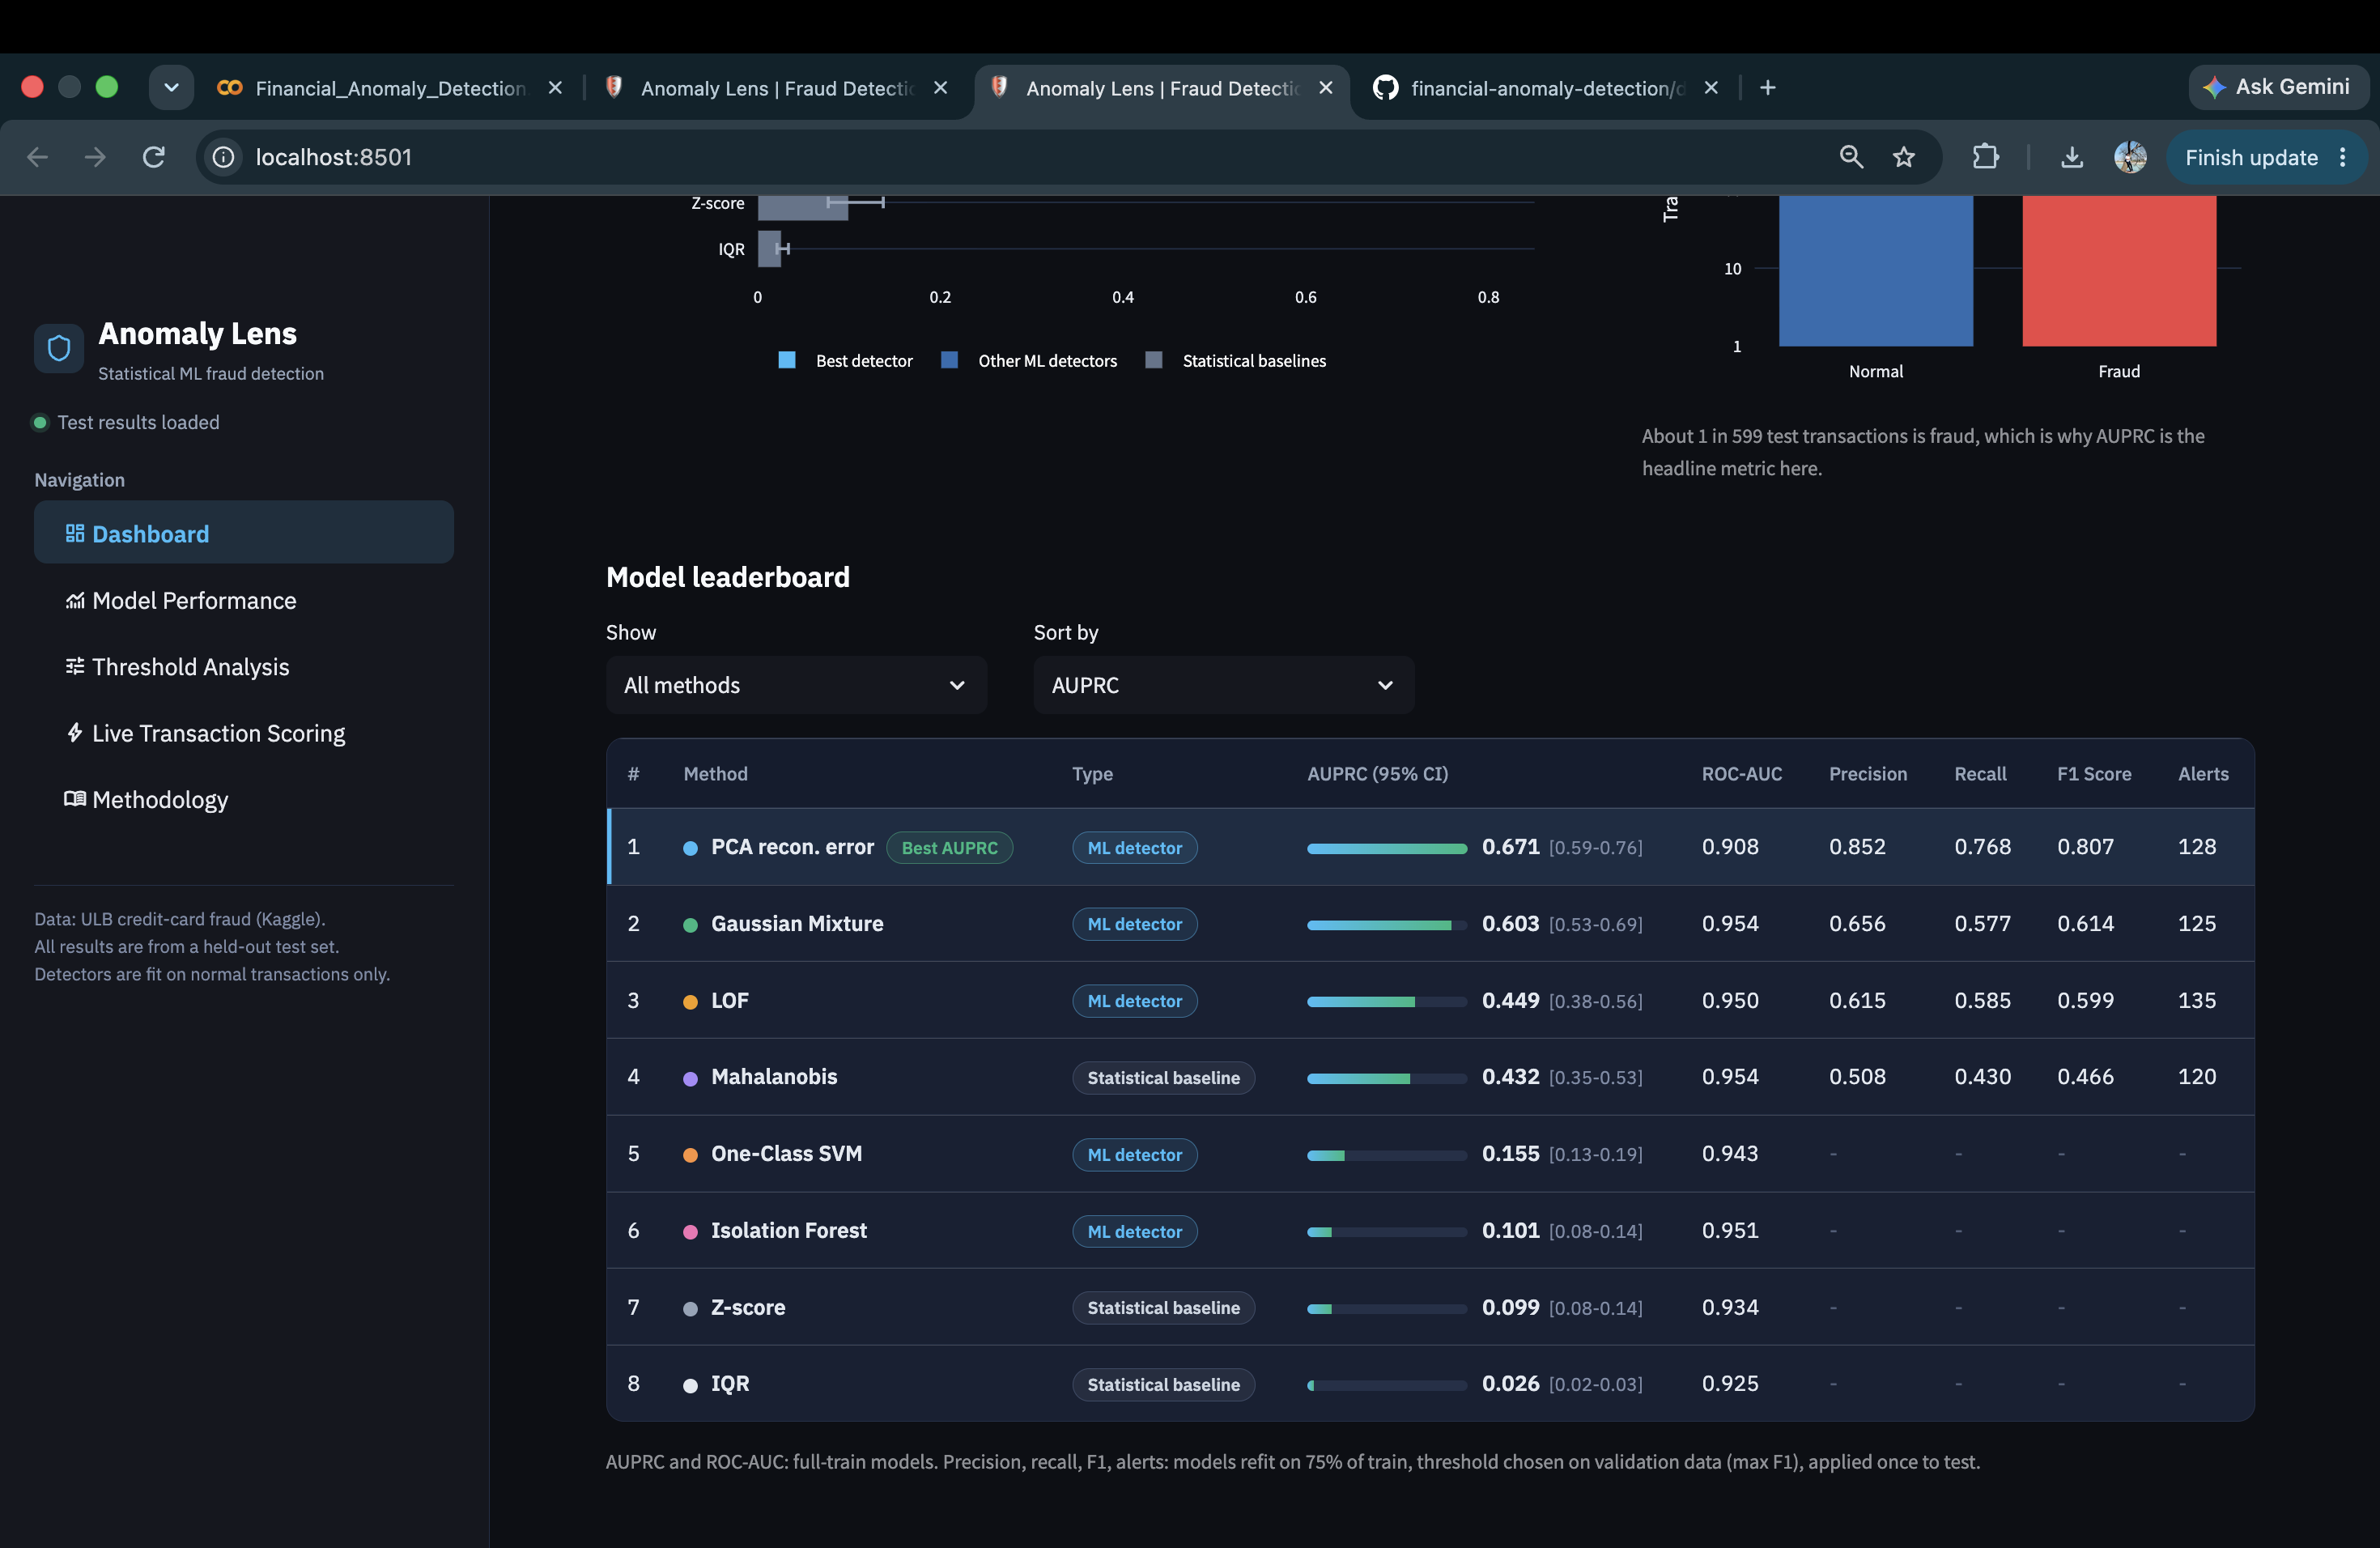 Financial_Anomaly_Detection
Anomaly Lens | Fraud Detectic
Anomaly Lens | Fraud Detectic
financial-anomaly-detection/d
Ask Gemini
localhost:8501
Finish update
Anomaly Lens
Statistical ML fraud detection
Test results loaded
Navigation
Dashboard
Model Performance
Threshold Analysis
Live Transaction Scoring
Methodology
Data: ULB credit-card fraud (Kaggle).
All results are from a held-out test set.
Detectors are fit on normal transactions only.
Z-score
IQR
0 0.2 0.4 0.6 0.8
Best detector Other ML detectors Statistical baselines
Tra
10
1
Normal Fraud
About 1 in 599 test transactions is fraud, which is why AUPRC is the
headline metric here.
Model leaderboard
Show Sort by
All methods AUPRC
# Method Type AUPRC (95% CI) ROC-AUC Precision Recall F1 Score Alerts
1 PCA recon. error Best AUPRC ML detector 0.671 [0.59-0.76] 0.908 0.852 0.768 0.807 128
2 Gaussian Mixture ML detector 0.603 [0.53-0.69] 0.954 0.656 0.577 0.614 125
3 LOF ML detector 0.449 [0.38-0.56] 0.950 0.615 0.585 0.599 135
4 Mahalanobis Statistical baseline 0.432 [0.35-0.53] 0.954 0.508 0.430 0.466 120
5 One-Class SVM ML detector 0.155 [0.13-0.19] 0.943 - - - -
6 Isolation Forest ML detector 0.101 [0.08-0.14] 0.951 - - - -
7 Z-score Statistical baseline 0.099 [0.08-0.14] 0.934 - - - -
8 IQR Statistical baseline 0.026 [0.02-0.03] 0.925 - - - -
AUPRC and ROC-AUC: full-train models. Precision, recall, F1, alerts: models refit on 75% of train, threshold chosen on validation data (max F1), applied once to test.